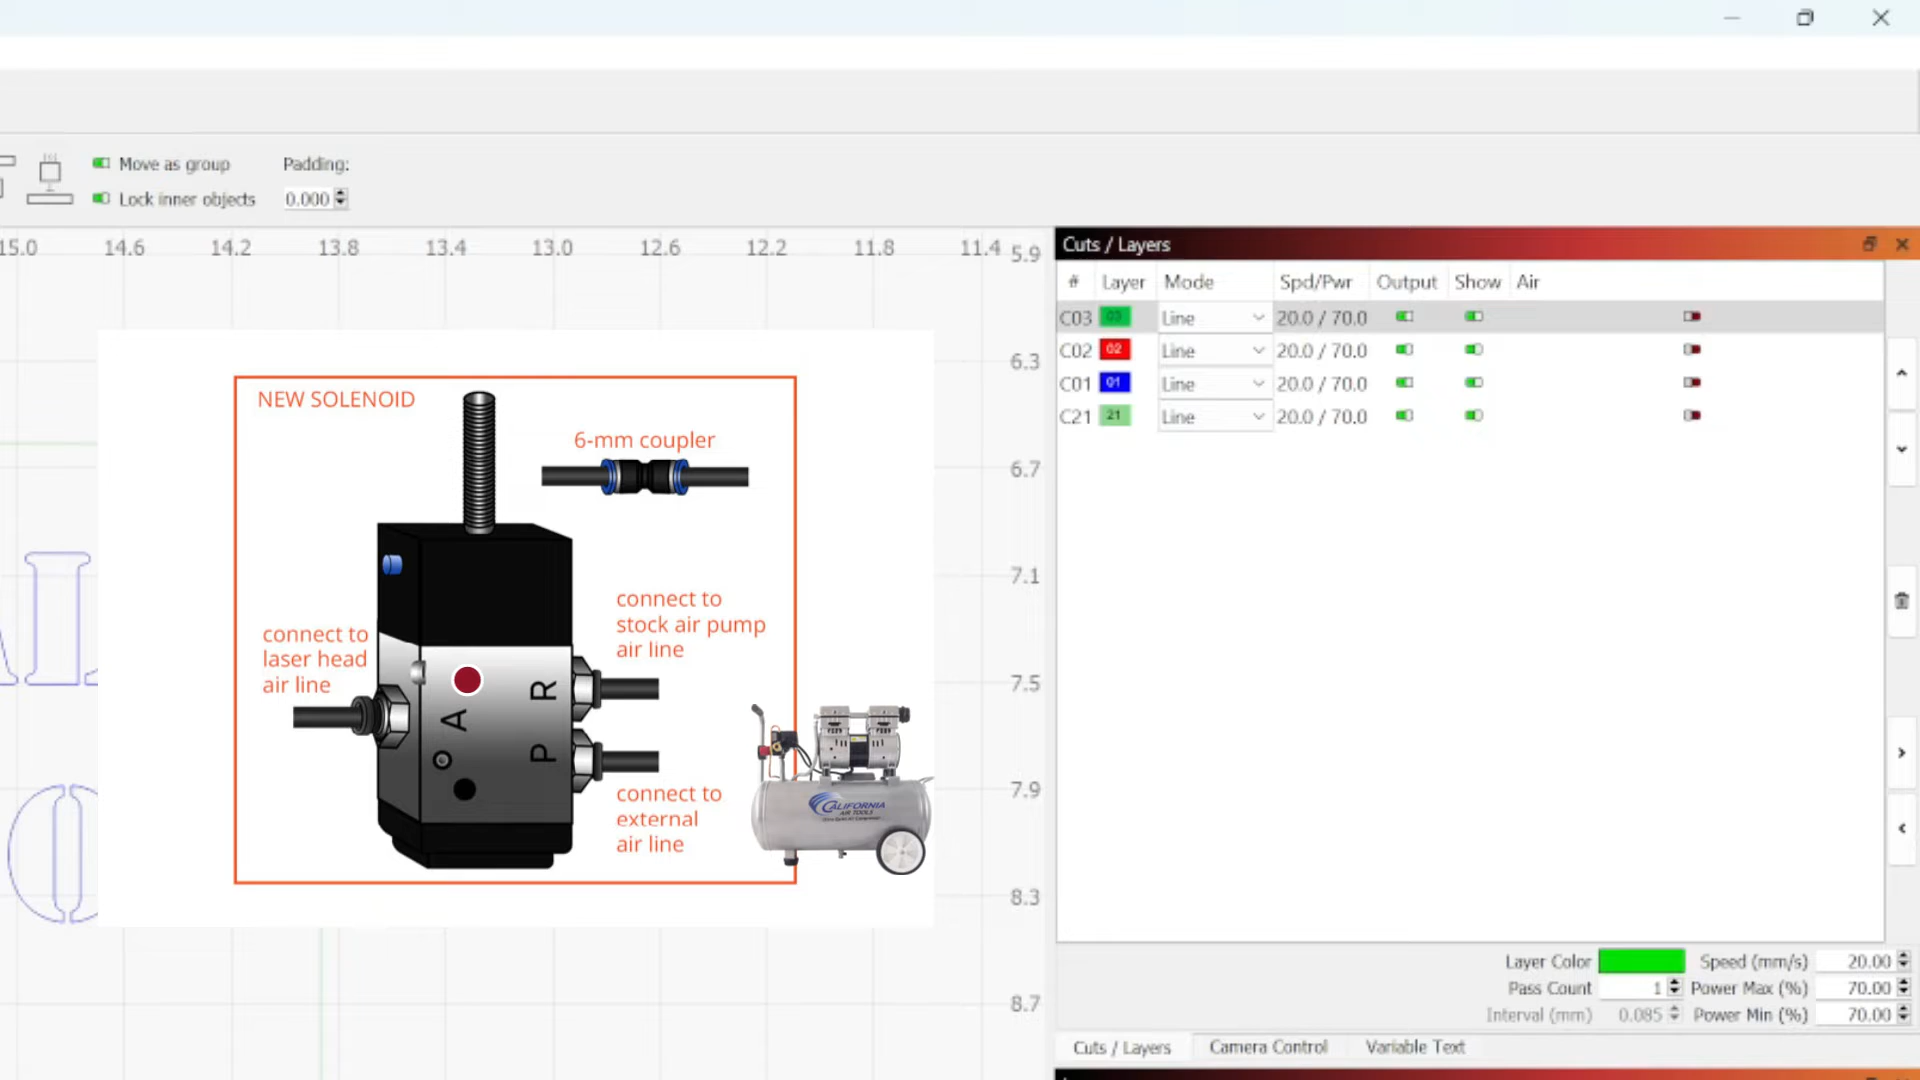 Move as group
Padding:
Lock inner objects
0.000
15.0 14.6 14.2 13.8 13.4 13.0 12.6 12.2 11.8 11.4
5.9
6.3
6.7
7.1
7.5
7.9
8.3
8.7
NEW SOLENOID
6-mm coupler
connect to
stock air pump
air line
connect to
laser head
air line
A
R
P
connect to
external
air line
CALIFORNIA
AIR TOOLS
Cuts / Layers
# Layer Mode Spd/Pwr Output Show Air
C03 03 Line 20.0 / 70.0
C02 02 Line 20.0 / 70.0
C01 01 Line 20.0 / 70.0
C21 21 Line 20.0 / 70.0
Layer Color Speed (mm/s) 20.00
Pass Count 1 Power Max (%) 70.00
Interval (mm) 0.085 Power Min (%) 70.00
Cuts / Layers Camera Control Variable Text